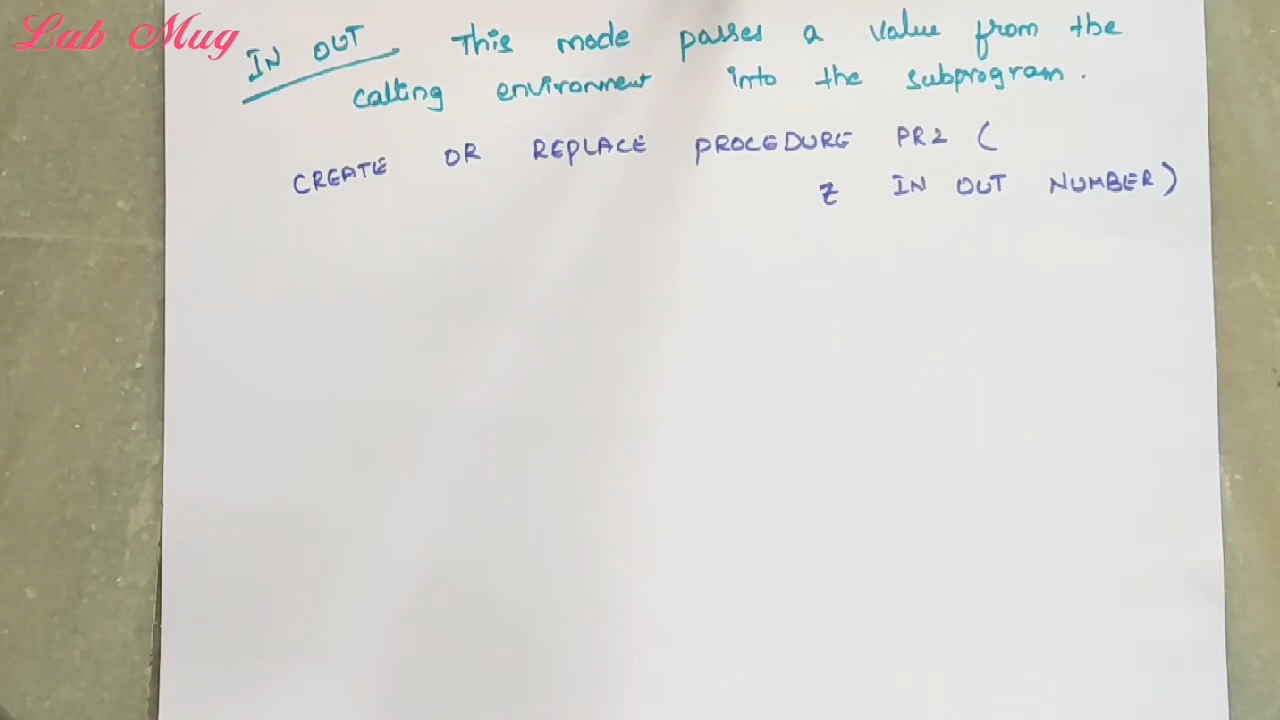 Lab Mug
IN OUT This mode passes a value from the
calling environment into the subprogram.
CREATE OR REPLACE PROCEDURE PR2 (
z IN OUT NUMBER)